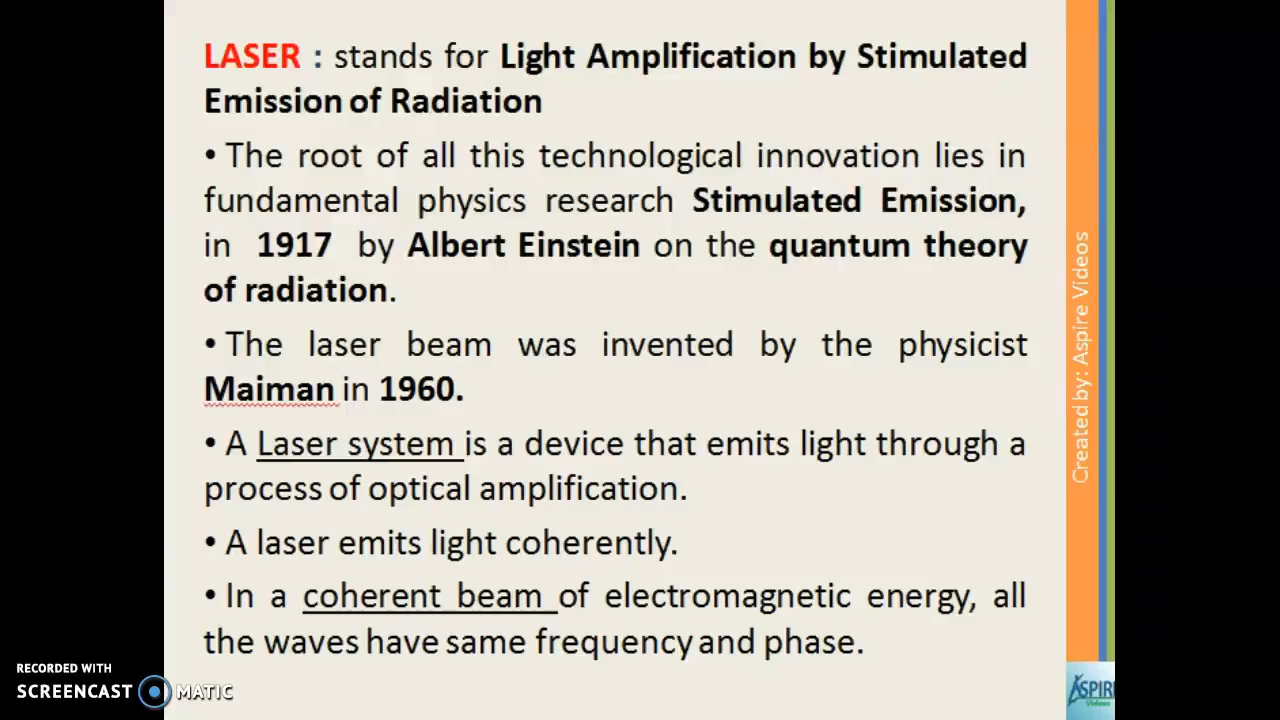 LASER : stands for Light Amplification by Stimulated
Emission of Radiation
• The root of all this technological innovation lies in
fundamental physics research Stimulated Emission,
in 1917 by Albert Einstein on the quantum theory
of radiation.
• The laser beam was invented by the physicist
Maiman in 1960.
• A Laser system is a device that emits light through a
process of optical amplification.
• A laser emits light coherently.
• In a coherent beam of electromagnetic energy, all
the waves have same frequency and phase.
Created by: Aspire Videos
RECORDED WITH
SCREENCAST MATIC
ASPIRE
Videos